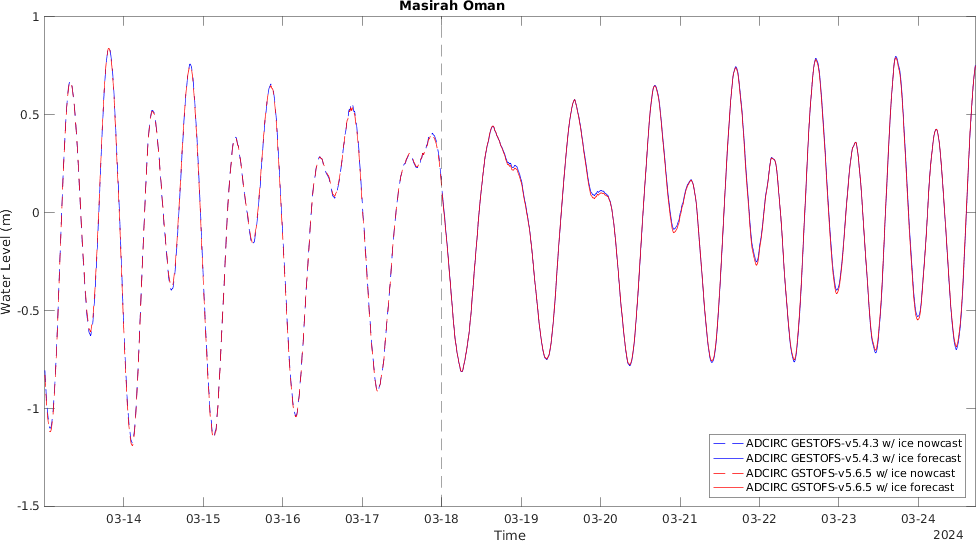 Masirah Oman
1
0.5
0
-0.5
-1
-1.5
Water Level (m)
ADCIRC GESTOFS-v5.4.3 w/ ice nowcast
ADCIRC GESTOFS-v5.4.3 w/ ice forecast
ADCIRC GSTOFS-v5.6.5 w/ ice nowcast
ADCIRC GSTOFS-v5.6.5 w/ ice forecast
03-14 03-15 03-16 03-17 03-18 03-19 03-20 03-21 03-22 03-23 03-24
Time
2024